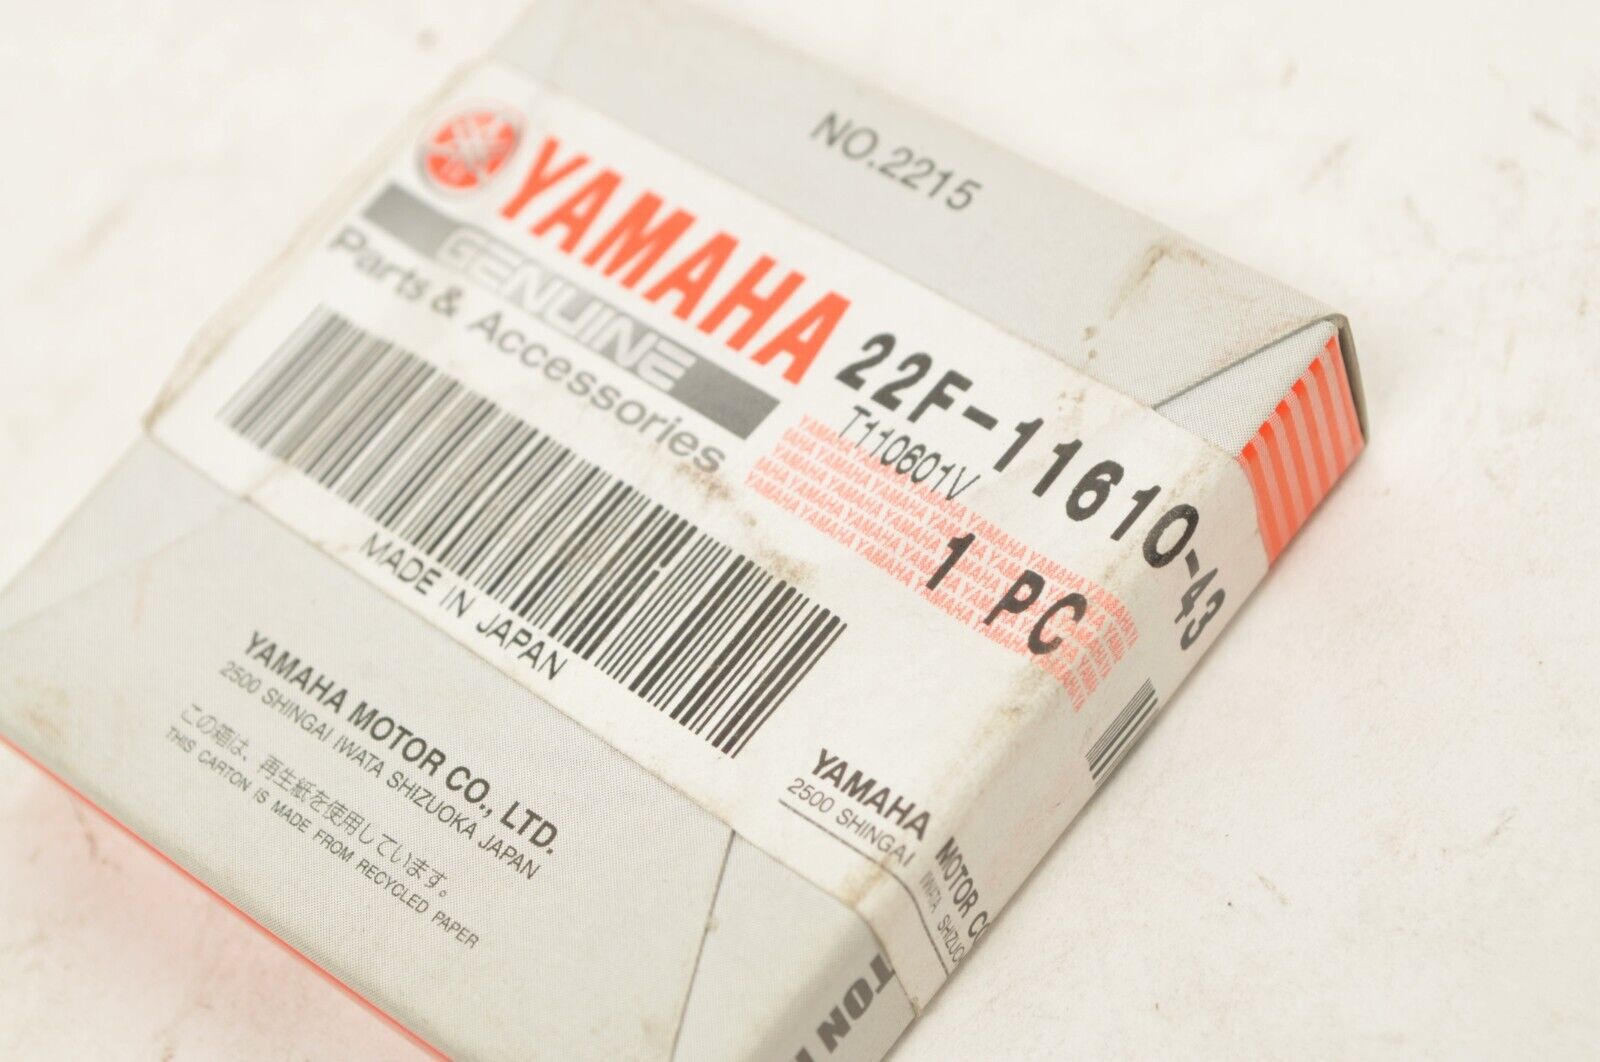 NO.2215
YAMAHA
GENUINE
Parts & Accessories
22F-11610-43
T110601V
1 PC
MADE IN JAPAN
YAMAHA MOTOR CO., LTD.
2500 SHINGAI IWATA SHIZUOKA JAPAN
この箱は、再生紙を使用しています。
THIS CARTON IS MADE FROM RECYCLED PAPER
YAMAHA MOTOR CO
2500 SHINGAI IWATA SHIZUO
TON